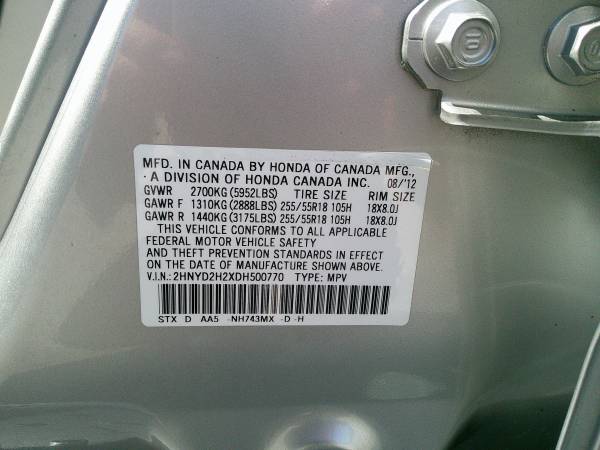 MFD. IN CANADA BY HONDA OF CANADA MFG.,
A DIVISION OF HONDA CANADA INC. 08/'12
GVWR 2700KG (5952LBS) TIRE SIZE RIM SIZE
GAWR F 1310KG (2888LBS) 255/55R18 105H 18X8.0J
GAWR R 1440KG (3175LBS) 255/55R18 105H 18X8.0J
THIS VEHICLE CONFORMS TO ALL APPLICABLE
FEDERAL MOTOR VEHICLE SAFETY
AND THEFT PREVENTION STANDARDS IN EFFECT
ON THE DATE OF MANUFACTURE SHOWN ABOVE.
V.I.N.: 2HNYD2H2XDH500770 TYPE: MPV
STX D AA5 -NH743MX -D -H